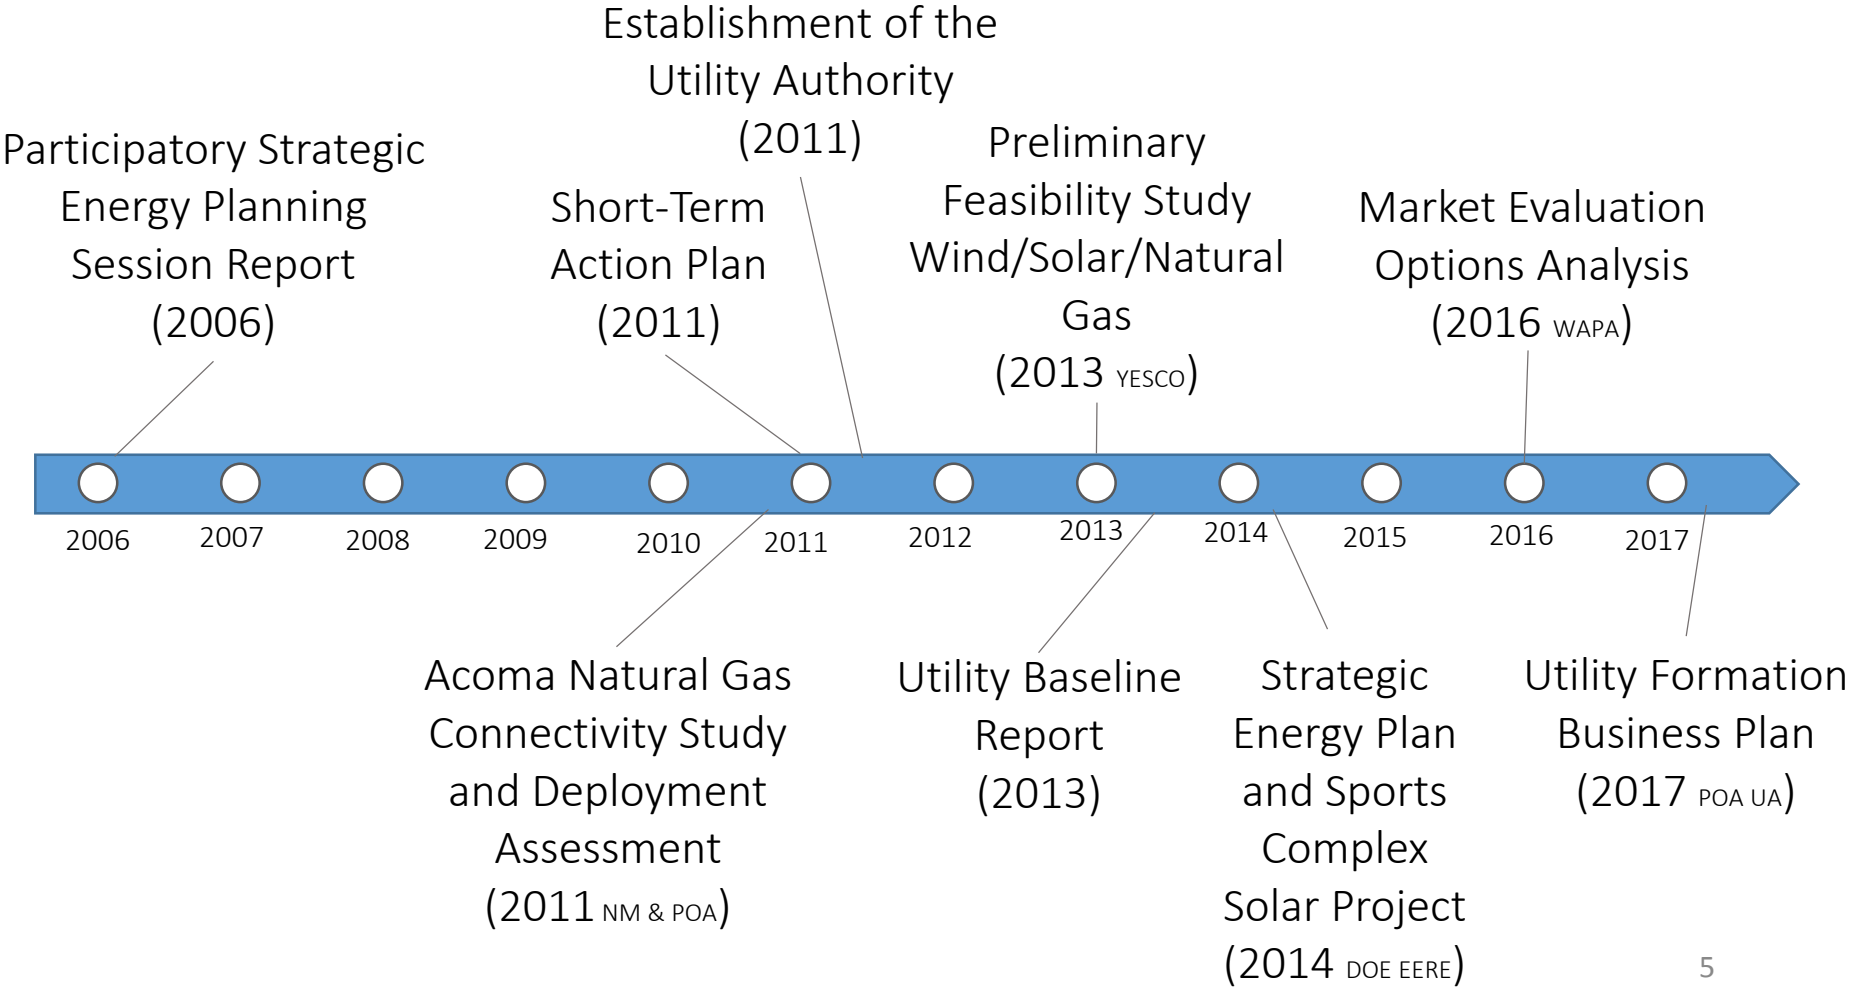 Participatory Strategic
Energy Planning
Session Report
(2006)
Short-Term
Action Plan
(2011)
Establishment of the
Utility Authority
(2011)
Preliminary
Feasibility Study
Wind/Solar/Natural
Gas
(2013 YESCO)
Market Evaluation
Options Analysis
(2016 WAPA)
2006
2007
2008
2009
2010
2011
2012
2013
2014
2015
2016
2017
Acoma Natural Gas
Connectivity Study
and Deployment
Assessment
(2011 NM & POA)
Utility Baseline
Report
(2013)
Strategic
Energy Plan
and Sports
Complex
Solar Project
(2014 DOE EERE)
Utility Formation
Business Plan
(2017 POA UA)
5